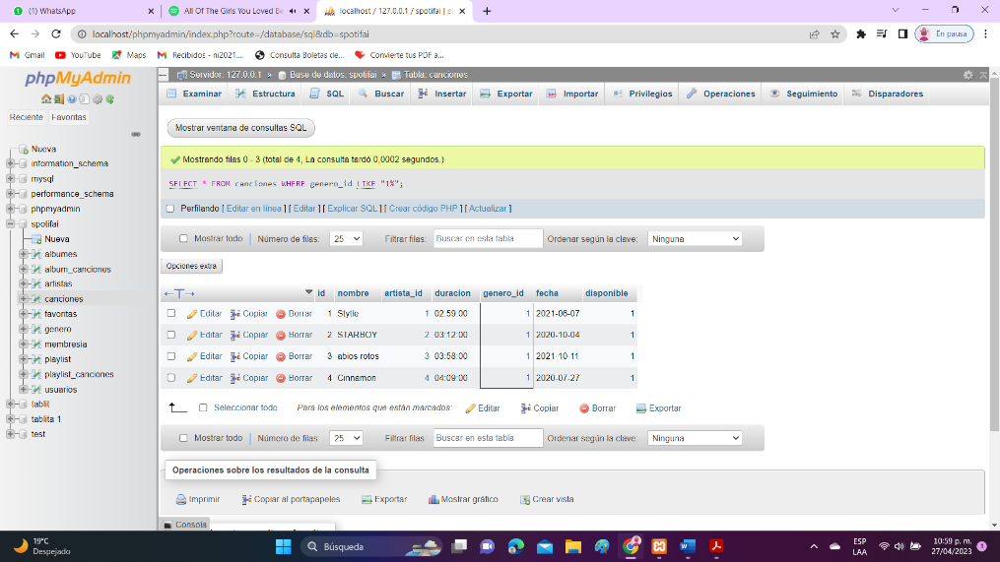 (1) WhatsApp
All Of The Girls You Loved Be
localhost / 127.0.0.1 / spotifai | p
localhost/phpmyadmin/index.php?route=/database/sql&db=spotifai
En pausa
Gmail YouTube Maps Recibidos - ni2021.... Consulta Boletas de... Convierte tus PDF a...
phpMyAdmin
Reciente Favoritas
Nueva
information_schema
mysql
performance_schema
phpmyadmin
spotifai
Nueva
albumes
album_canciones
artistas
canciones
favoritas
genero
membresia
playlist
playlist_canciones
usuarios
tablit
tablita 1
test
Servidor: 127.0.0.1 » Base de datos: spotifai » Tabla: canciones
Examinar Estructura SQL Buscar Insertar Exportar Importar Privilegios Operaciones Seguimiento Disparadores
Mostrar ventana de consultas SQL
Mostrando filas 0 - 3 (total de 4, La consulta tardó 0,0002 segundos.)
SELECT * FROM canciones WHERE genero_id LIKE "1%";
Perfilando [ Editar en línea ] [ Editar ] [ Explicar SQL ] [ Crear código PHP ] [ Actualizar ]
Mostrar todo Número de filas: 25 Filtrar filas: Buscar en esta tabla Ordenar según la clave: Ninguna
Opciones extra
←T→ id nombre artista_id duracion genero_id fecha disponible
Editar Copiar Borrar 1 Slytle 1 02:59:00 1 2021-06-07 1
Editar Copiar Borrar 2 STARBOY 2 03:12:00 1 2020-10-04 1
Editar Copiar Borrar 3 abios rotos 3 03:58:00 1 2021-10-11 1
Editar Copiar Borrar 4 Cinnamon 4 04:09:00 1 2020-07-27 1
Seleccionar todo Para los elementos que están marcados: Editar Copiar Borrar Exportar
Mostrar todo Número de filas: 25 Filtrar filas: Buscar en esta tabla Ordenar según la clave: Ninguna
Operaciones sobre los resultados de la consulta
Imprimir Copiar al portapapeles Exportar Mostrar gráfico Crear vista
Consola
19°C
Despejado
Búsqueda
ESP
LAA
10:59 p. m.
27/04/2023
1